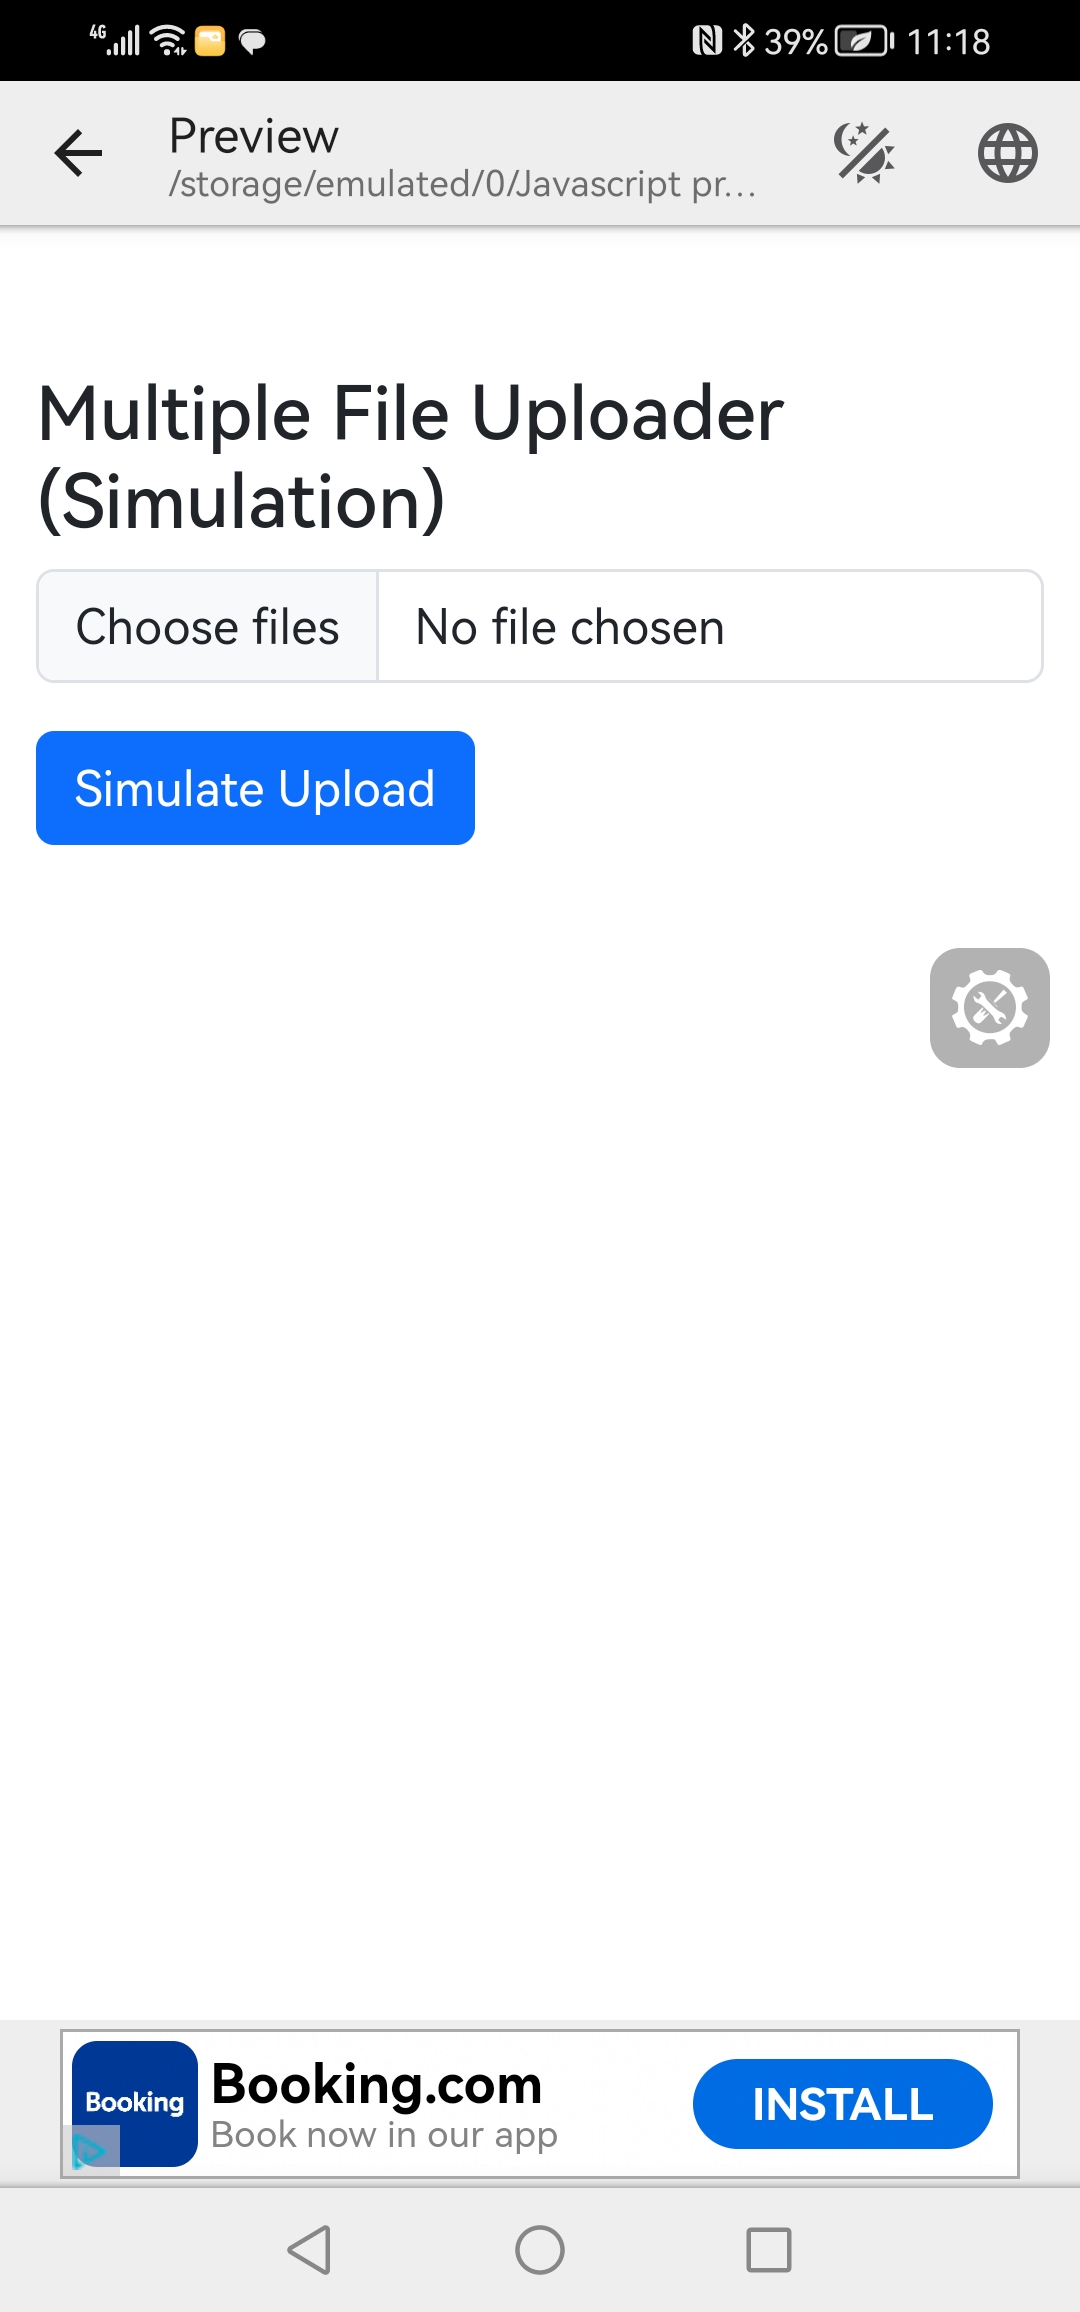 4G 39% 11:18
Preview
/storage/emulated/0/Javascript pr...
Multiple File Uploader
(Simulation)
Choose files No file chosen
Simulate Upload
Booking
Booking.com
Book now in our app
INSTALL